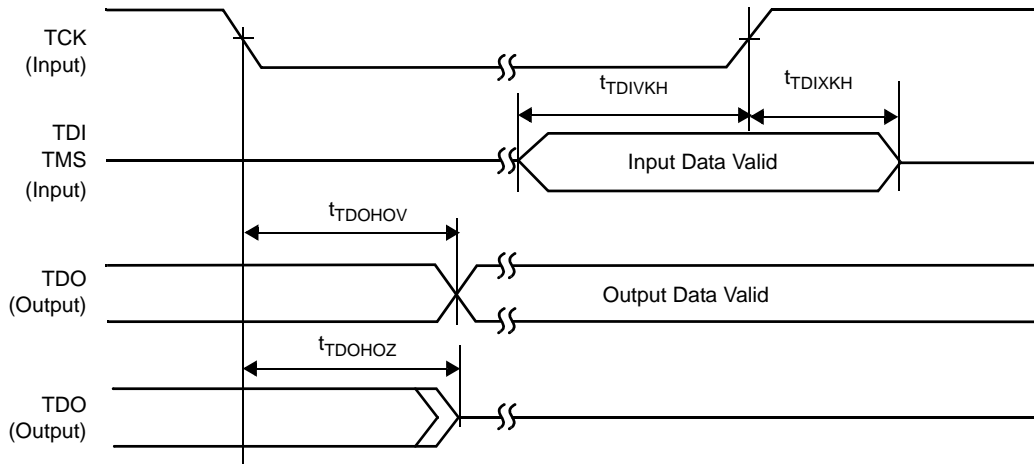 TCK
(Input)
tTDIVKH
tTDIXKH
TDI
TMS
(Input)
Input Data Valid
tTDOHOV
TDO
(Output)
Output Data Valid
tTDOHOZ
TDO
(Output)